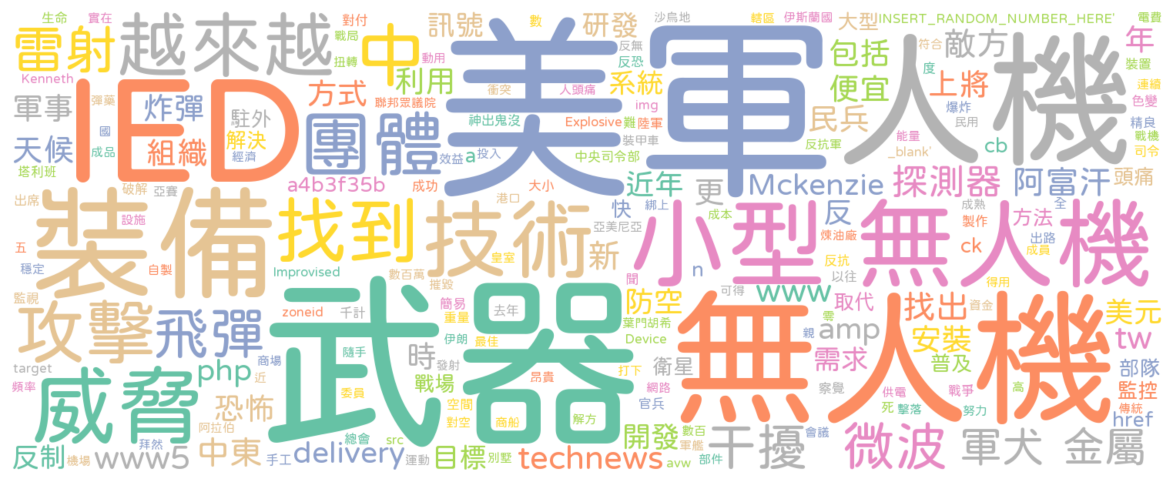 生命 實在 對付 訊號 研發 沙烏地 數 轄區 伊斯蘭國 大型 INSERT_RANDOM_NUMBER_HERE' 電費
雷射 越來越 中 戰局 扭轉 動用 美軍 反無 反恐 包括 敵方 符合 度 年 裝置
Kenneth 彈藥 利用 衝突 人頭痛 系統 便宜 上將 人機 連續 色變
軍事 IED 炸彈 駐外 方式 聯邦眾議院 神出鬼沒 Explosive 難 img 陸軍 民兵 能量 爆炸 民用 精良 戰機
天候 國 組織 解決 團體 效益 a 投入 裝甲車 中央司令部 反抗軍 _blank' cb 司令
塔利班 成品 經濟 a4b3f35b 成功 大小 近年 更 Mckenzie 探測器 阿富汗 全 頭痛
出席 破解 亞賽 港口 綁上 快 成本 反 成熟 製作 方法
五 設施 裝備 找到 技術 新 亞美尼亞 小型 煉油廠 無人機 ck 出路 成員
穩定 自製 Improvised 數百萬 摧毀 皇室 聞 n 反抗 以往 得用
監視 zoneid 簡易 重量 去年 防空 www 可得 取代 找出 資金 美元
攻擊 飛彈 千計 伊朗 最佳 葉門胡希 零 親 amp 安裝 tw
target 商場 隨手 時 發射 武器 Device 衛星 無人機 需求 普及 部隊
頻率 威脅 php 近 戰場 昂貴 打下 網路 察覺 供電 戰爭 高 監控
恐怖 委員 空間 商船 解方 官兵 死 擊落 努力 href 傳統
阿拉伯 總會 對空 開發 數百 干擾 會議
反制 機場 www5 拜然 中東 手工 delivery src 運動 目標 別墅 technews 軍艦 avw 部件 微波 軍犬 金屬